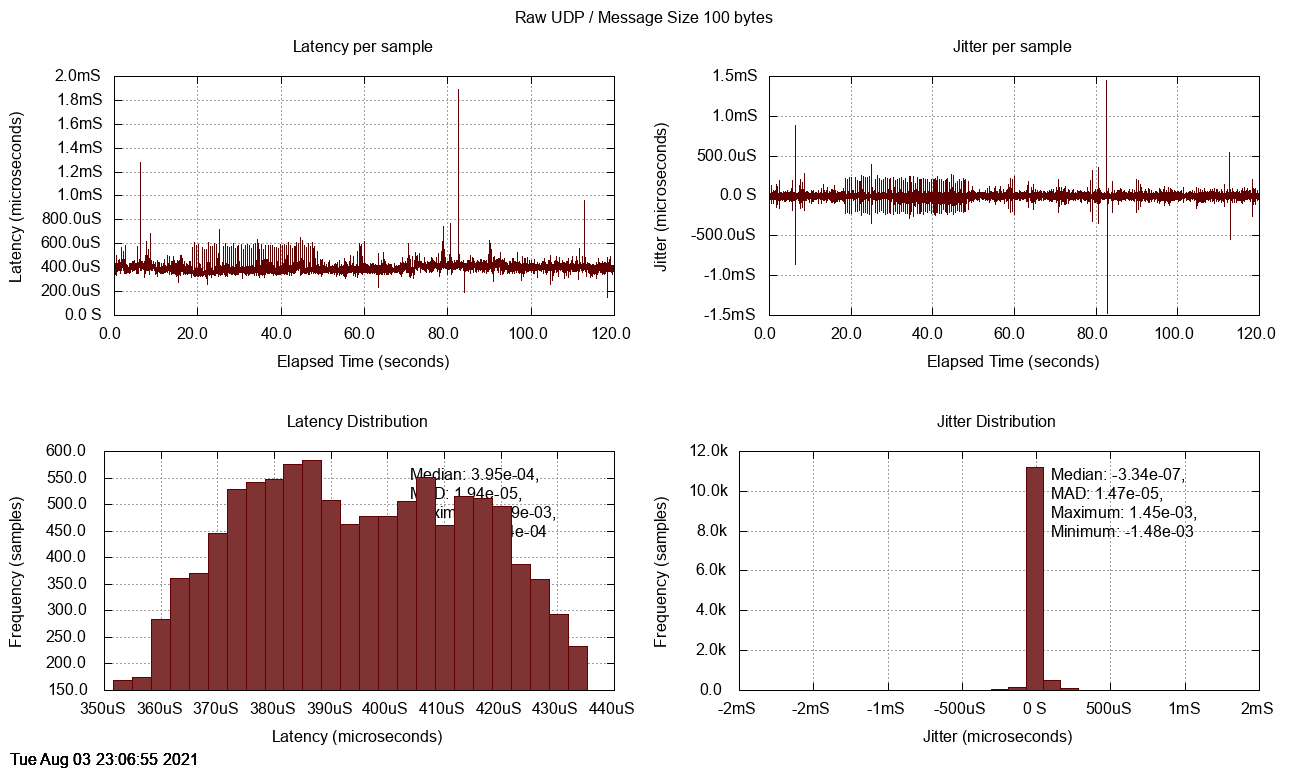 Raw UDP / Message Size 100 bytes
Latency per sample
Latency (microseconds)
2.0mS
1.8mS
1.6mS
1.4mS
1.2mS
1.0mS
800.0uS
600.0uS
400.0uS
200.0uS
0.0 S
0.0 20.0 40.0 60.0 80.0 100.0 120.0
Elapsed Time (seconds)
Jitter per sample
Jitter (microseconds)
1.5mS
1.0mS
500.0uS
0.0 S
-500.0uS
-1.0mS
-1.5mS
0.0 20.0 40.0 60.0 80.0 100.0 120.0
Elapsed Time (seconds)
Latency Distribution
Frequency (samples)
600.0
550.0
500.0
450.0
400.0
350.0
300.0
250.0
200.0
150.0
Median: 3.95e-04,
350uS 360uS 370uS 380uS 390uS 400uS 410uS 420uS 430uS 440uS
Latency (microseconds)
Jitter Distribution
Frequency (samples)
12.0k
10.0k
8.0k
6.0k
4.0k
2.0k
0.0
Median: -3.34e-07,
MAD: 1.47e-05,
Maximum: 1.45e-03,
Minimum: -1.48e-03
-2mS -2mS -1mS -500uS 0 S 500uS 1mS 1mS 2mS
Jitter (microseconds)
Tue Aug 03 23:06:55 2021